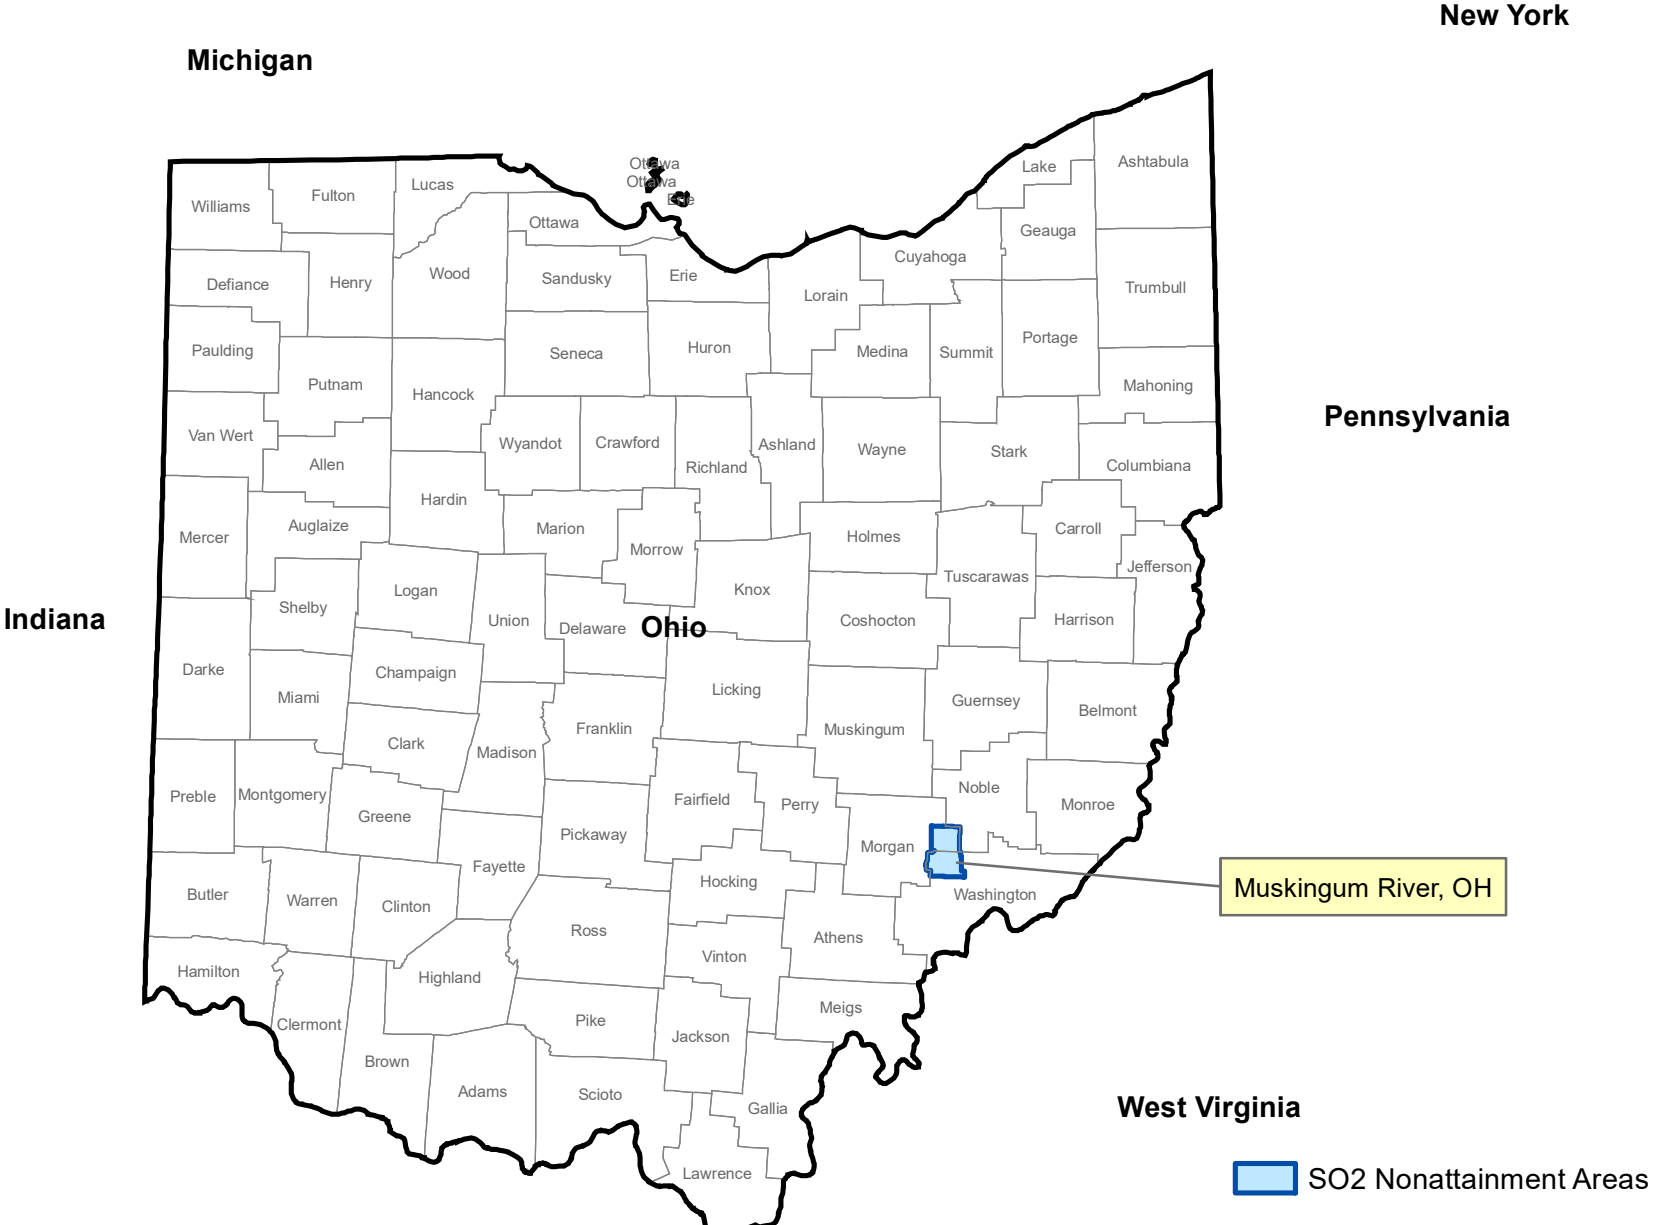 New York
Michigan
Ottawa
Lake
Ashtabula
Ottawa
Lucas
Fulton
Erie
Williams
Ottawa
Geauga
Cuyahoga
Wood
Erie
Sandusky
Henry
Defiance
Trumbull
Lorain
Portage
Huron
Paulding
Seneca
Medina
Summit
Putnam
Mahoning
Hancock
Pennsylvania
Van Wert
Wyandot
Crawford
Ashland
Wayne
Stark
Allen
Richland
Columbiana
Hardin
Auglaize
Marion
Carroll
Mercer
Holmes
Morrow
Jefferson
Tuscarawas
Logan
Knox
Shelby
Indiana
Union
Delaware
Ohio
Coshocton
Harrison
Darke
Champaign
Licking
Miami
Guernsey
Belmont
Franklin
Muskingum
Clark
Madison
Noble
Preble
Montgomery
Fairfield
Perry
Monroe
Greene
Pickaway
Morgan
Fayette
Hocking
Muskingum River, OH
Butler
Warren
Clinton
Washington
Ross
Athens
Vinton
Hamilton
Highland
Meigs
Clermont
Pike
Jackson
Brown
Adams
Scioto
Gallia
West Virginia
Lawrence
SO2 Nonattainment Areas